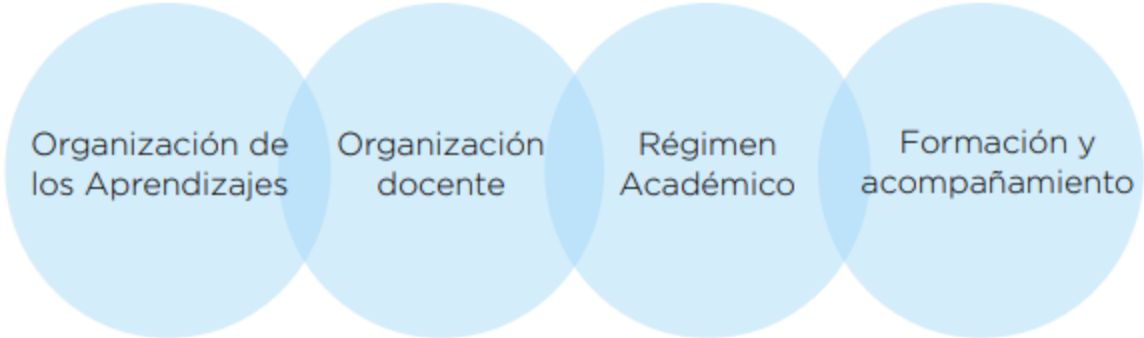 Organización de
los Aprendizajes
Organización
docente
Régimen
Académico
Formación y
acompañamiento